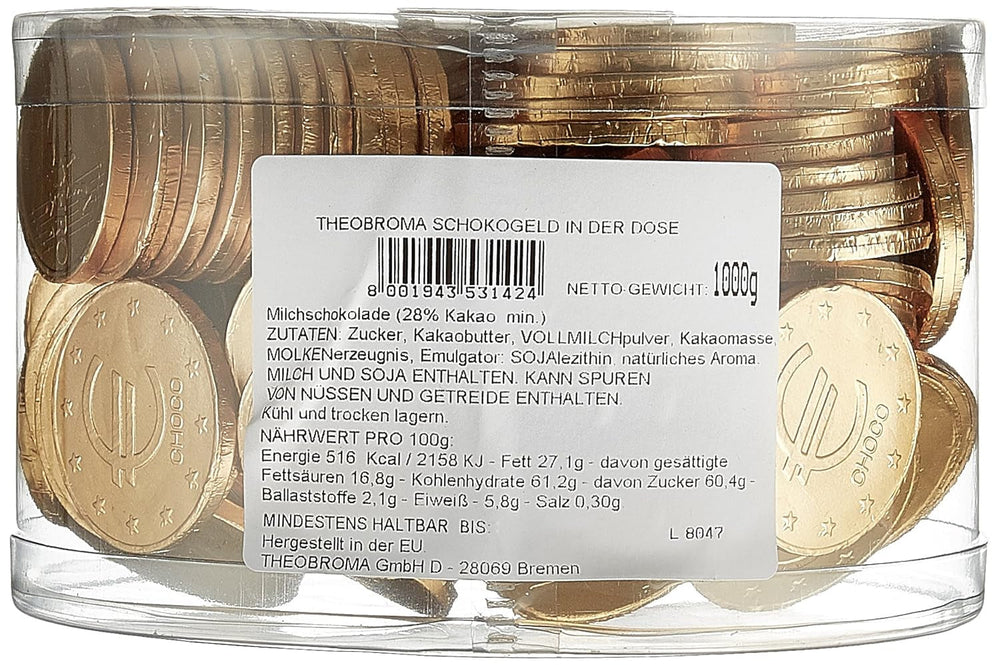 THEOBROMA SCHOKOGELD IN DER DOSE
8 001943 531424
NETTO-GEWICHT: 1000g
Milchschokolade (28% Kakao min.)
ZUTATEN: Zucker, Kakaobutter, VOLLMILCHpulver, Kakaomasse,
MOLKENerzeugnis, Emulgator: SOJAlezithin, natürliches Aroma.
MILCH UND SOJA ENTHALTEN. KANN SPUREN
VON NÜSSEN UND GETREIDE ENTHALTEN.
Kühl und trocken lagern.
NÄHRWERT PRO 100g:
Energie 516 Kcal / 2158 KJ - Fett 27,1g - davon gesättigte
Fettsäuren 16,8g - Kohlenhydrate 61,2g - davon Zucker 60,4g -
Ballaststoffe 2,1g - Eiweiß - 5,8g - Salz 0,30g
MINDESTENS HALTBAR BIS:
L 8047
Hergestellt in der EU.
THEOBROMA GmbH D - 28069 Bremen
CHOCO
CHOCO